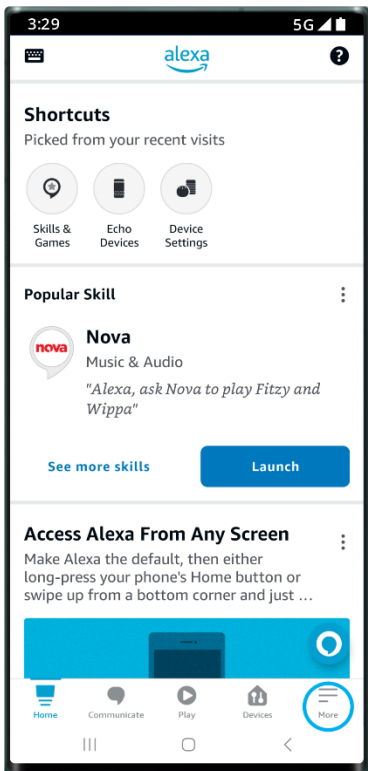 3:29
5G
alexa
?
Shortcuts
Picked from your recent visits
Skills &
Games
Echo
Devices
Device
Settings
Popular Skill
nova
Nova
Music & Audio
"Alexa, ask Nova to play Fitzy and
Wippa"
See more skills
Launch
Access Alexa From Any Screen
Make Alexa the default, then either
long-press your phone's Home button or
swipe up from a bottom corner and just ...
Home
Communicate
Play
Devices
More